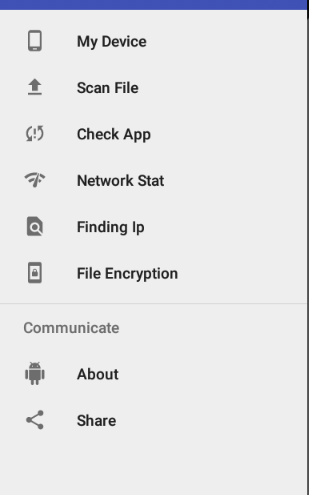 My Device
Scan File
Check App
Network Stat
Finding Ip
File Encryption
Communicate
About
Share